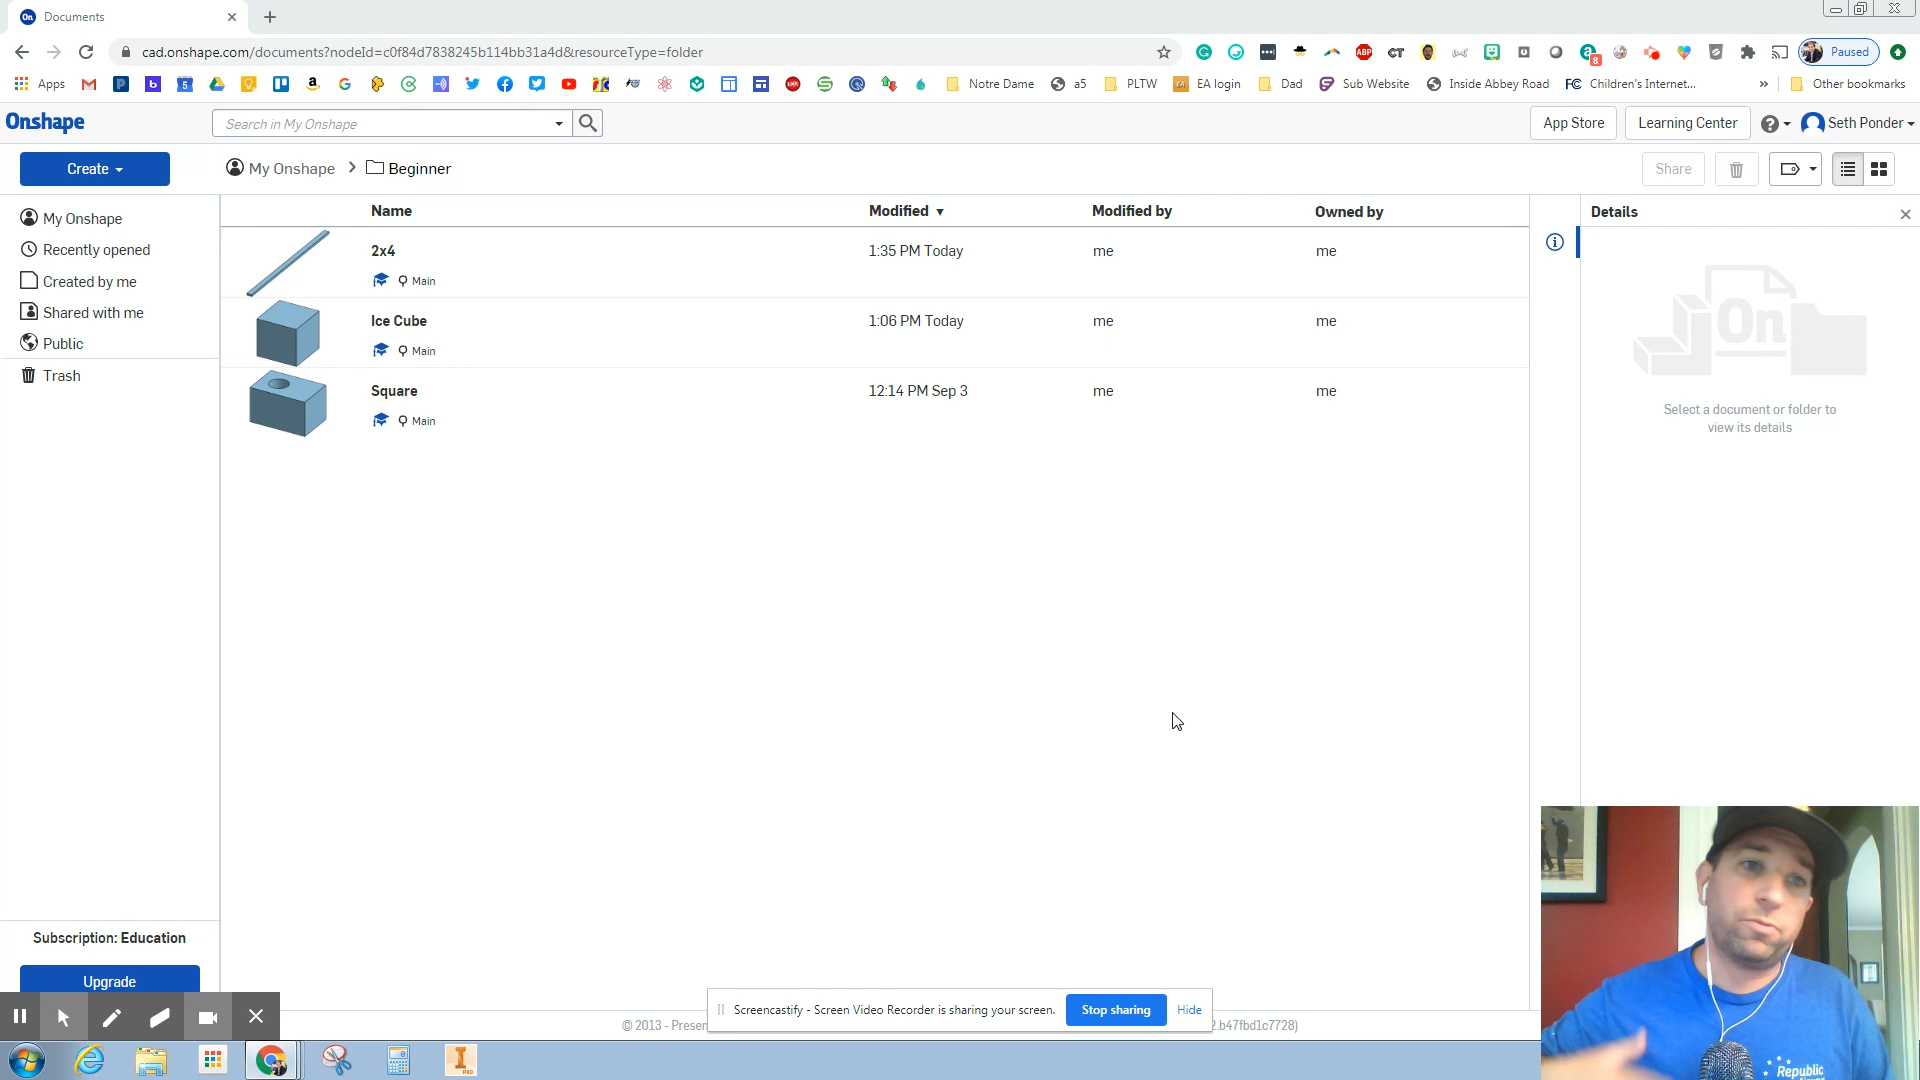 On Documents
cad.onshape.com/documents?nodeId=c0f84d7838245b114bb31a4d&resourceType=folder
ABP CT 8 Paused
Apps Notre Dame a5 PLTW EA login Dad Sub Website Inside Abbey Road FC Children's Internet... » Other bookmarks
Onshape Search in My Onshape App Store Learning Center Seth Ponder
Create My Onshape > Beginner Share
My Onshape
Recently opened
Created by me
Shared with me
Public
Trash
Name Modified Modified by Owned by
2x4 1:35 PM Today me me
Main
Ice Cube 1:06 PM Today me me
Main
Square 12:14 PM Sep 3 me me
Main
Details
On
Select a document or folder to
view its details
Subscription: Education
Upgrade
Screencastify - Screen Video Recorder is sharing your screen. Stop sharing Hide
© 2013 - Presen
2.b47fbd1c7728)
Republic